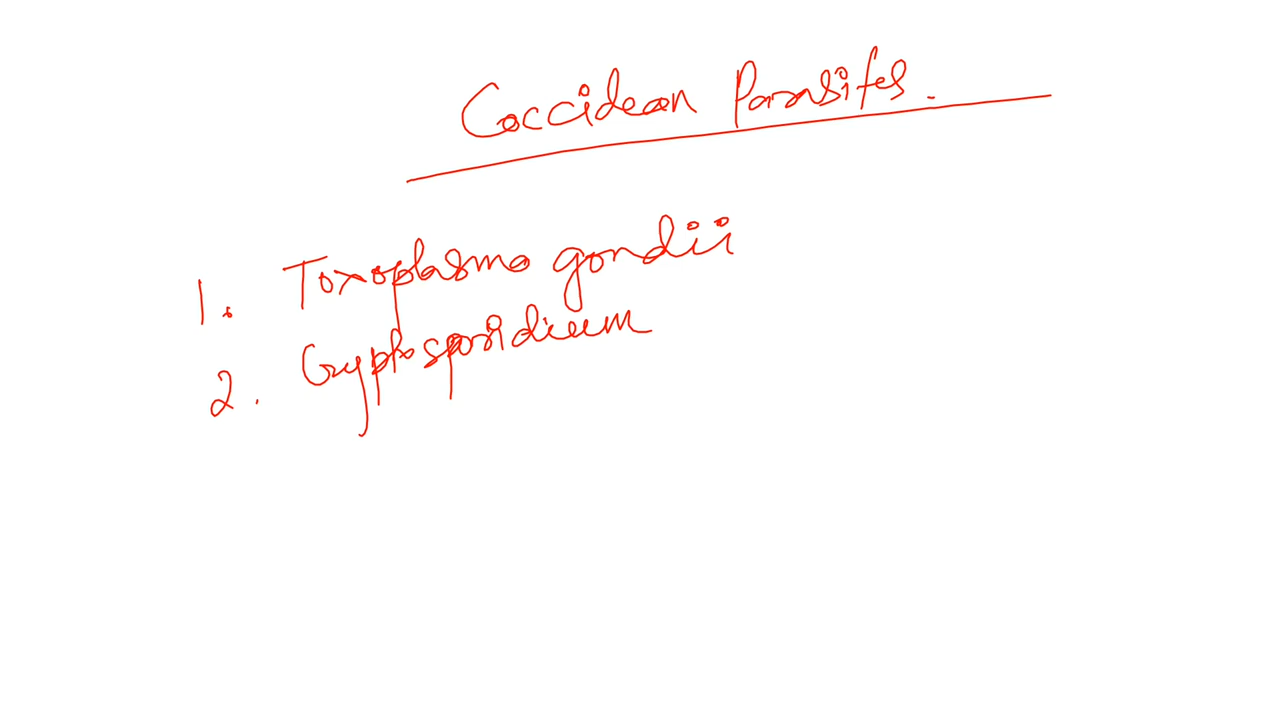 Coccidean Parasites.
1. Toxoplasma gondii
2. Cryptosporidium